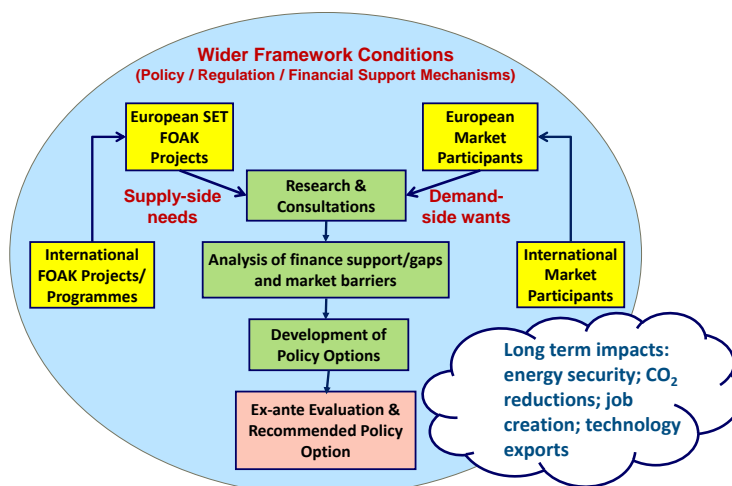 Wider Framework Conditions
(Policy / Regulation / Financial Support Mechanisms)
European SET
FOAK
Projects
European
Market
Participants
Supply-side
needs
Research &
Consultations
Demand-
side wants
International
FOAK Projects/
Programmes
Analysis of finance support/gaps
and market barriers
International
Market
Participants
Development of
Policy Options
Ex-ante Evaluation &
Recommended Policy
Option
Long term impacts:
energy security; CO₂
reductions; job
creation; technology
exports